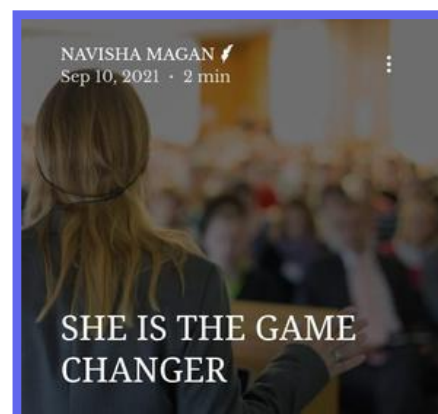 NAVISHA MAGAN
Sep 10, 2021 · 2 min
SHE IS THE GAME
CHANGER